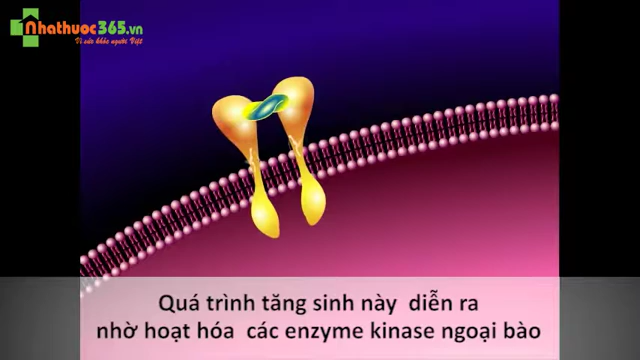 Nhathuoc365.vn
Vì sức khỏe người Việt
Quá trình tăng sinh này diễn ra
nhờ hoạt hóa các enzyme kinase ngoại bào